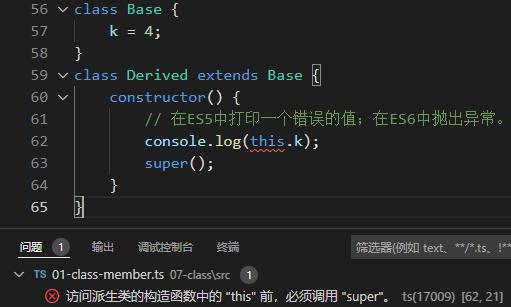 56 class Base {
57 k = 4;
58 }
59 class Derived extends Base {
60 constructor() {
61 // 在ES5中打印一个错误的值；在ES6中抛出异常。
62 console.log(this.k);
63 super();
64 }
65 }
问题 1 输出 调试控制台 终端 筛选器(例如 text、**/*.ts、!**
TS 01-class-member.ts 07-class\src 1
访问派生类的构造函数中的 "this" 前，必须调用 "super"。 ts(17009) [62, 21]